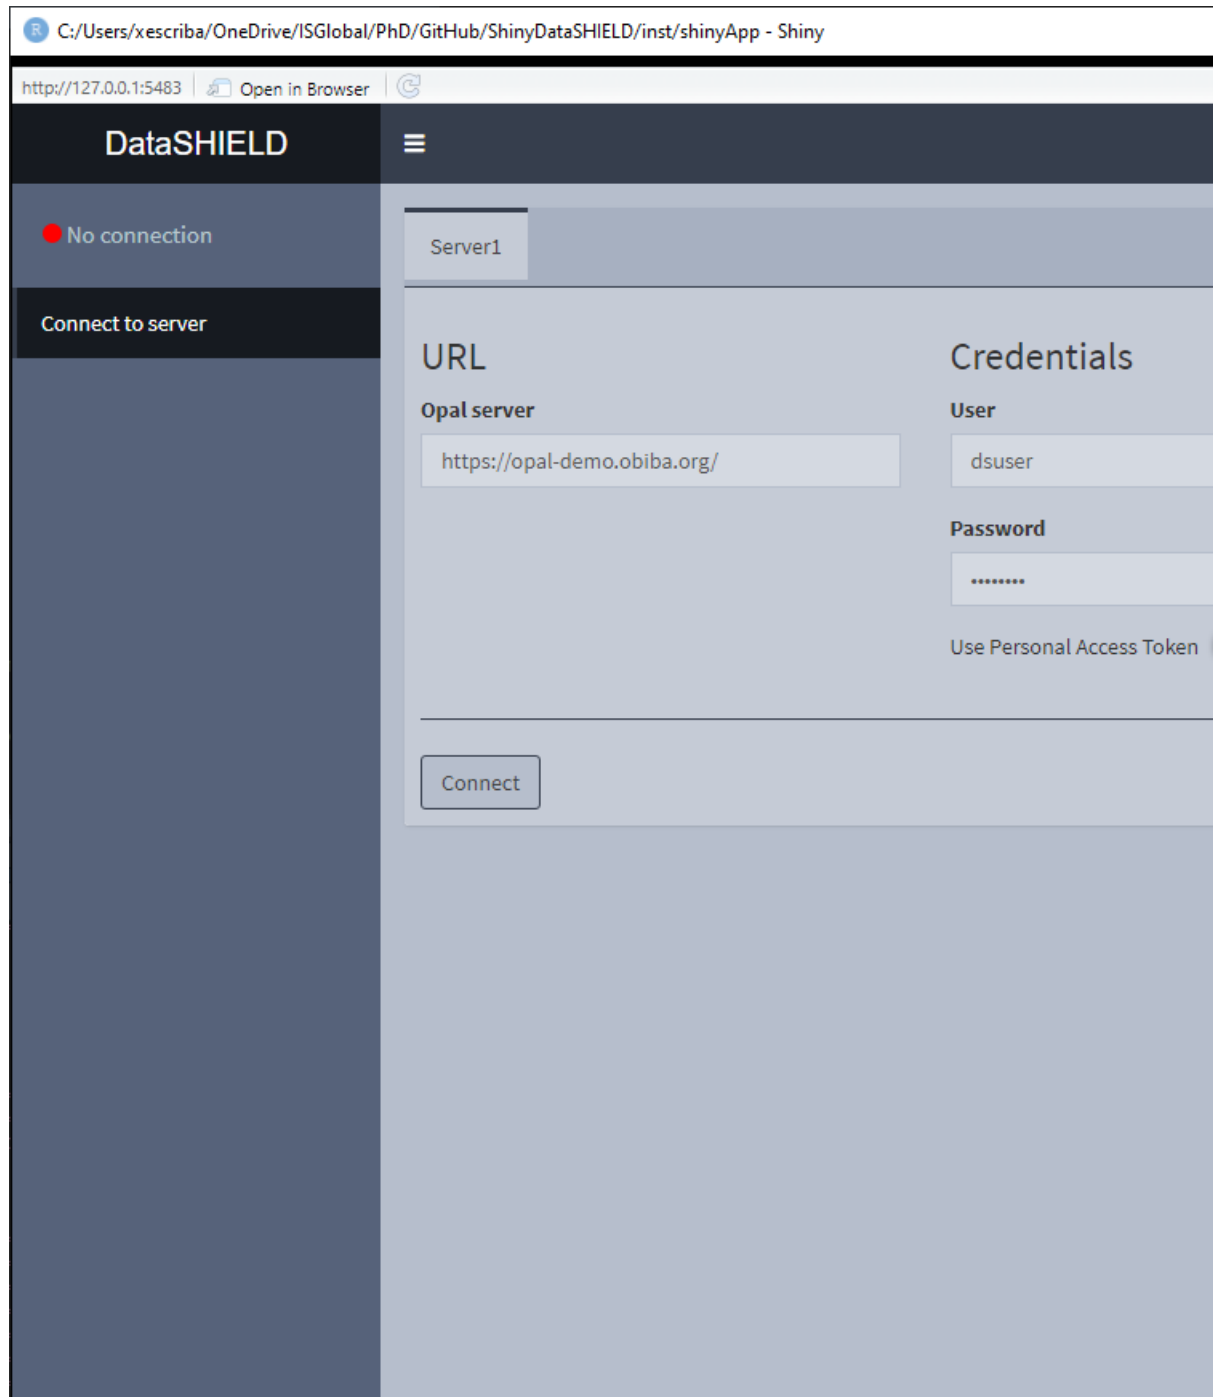 C:/Users/xescriba/OneDrive/ISGlobal/PhD/GitHub/ShinyDataSHIELD/inst/shinyApp - Shiny
http://127.0.0.1:5483 Open in Browser
DataSHIELD
No connection
Connect to server
Server1
URL
Opal server
https://opal-demo.obiba.org/
Credentials
User
dsuser
Password
••••••••
Use Personal Access Token
Connect